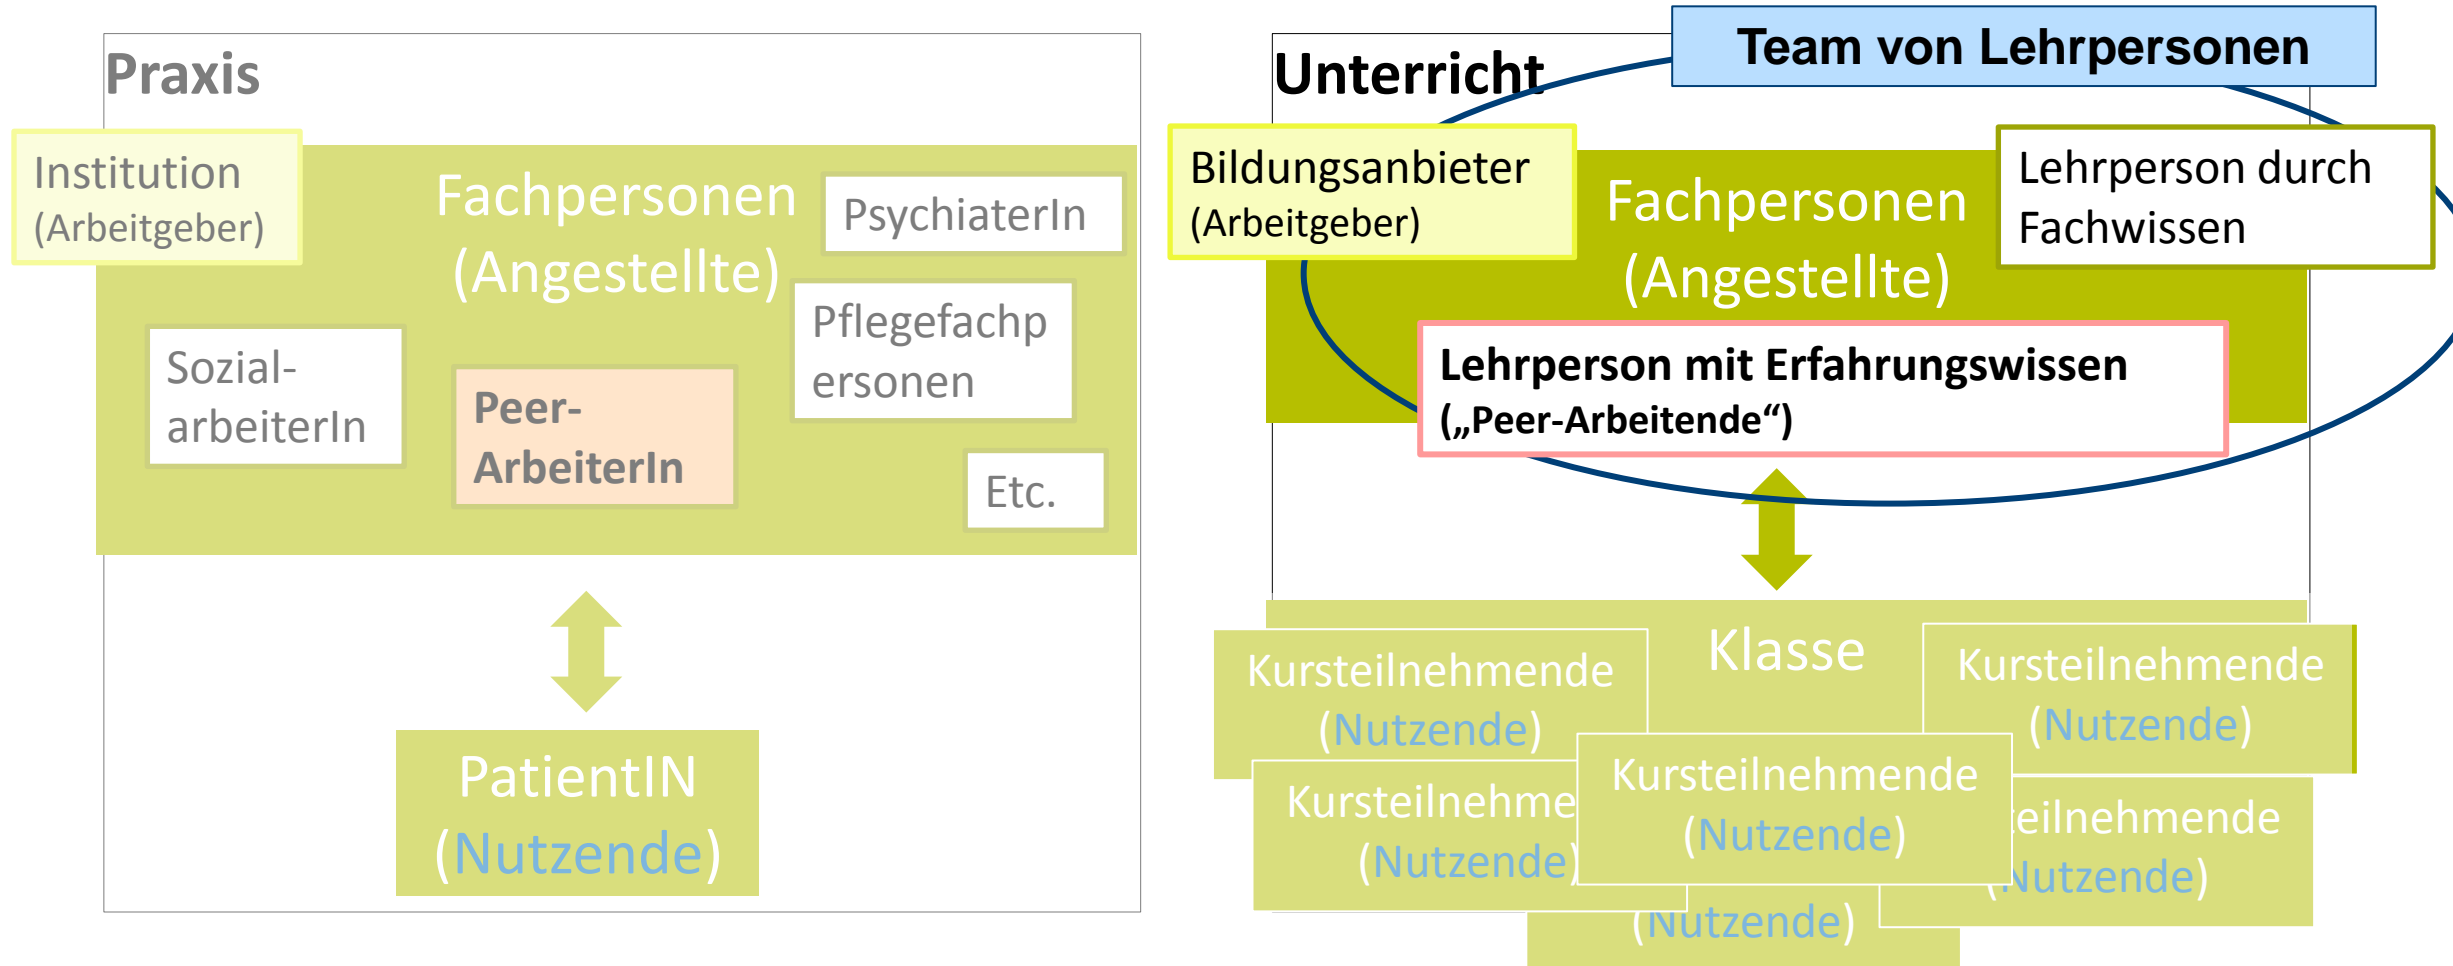 Praxis
Institution
(Arbeitgeber)
Fachpersonen
(Angestellte)
PsychiaterIn
Pflegefachp
ersonen
Sozial-
arbeiterIn
Peer-
ArbeiterIn
Etc.
PatientIN
(Nutzende)
Team von Lehrpersonen
Unterricht
Bildungsanbieter
(Arbeitgeber)
Fachpersonen
(Angestellte)
Lehrperson durch
Fachwissen
Lehrperson mit Erfahrungswissen
(„Peer-Arbeitende“)
Klasse
Kursteilnehmende
(Nutzende)
Kursteilnehmende
(Nutzende)
Kursteilnehme
(Nutzende)
Kursteilnehmende
(Nutzende)
teilnehmende
(Nutzende)
(Nutzende)